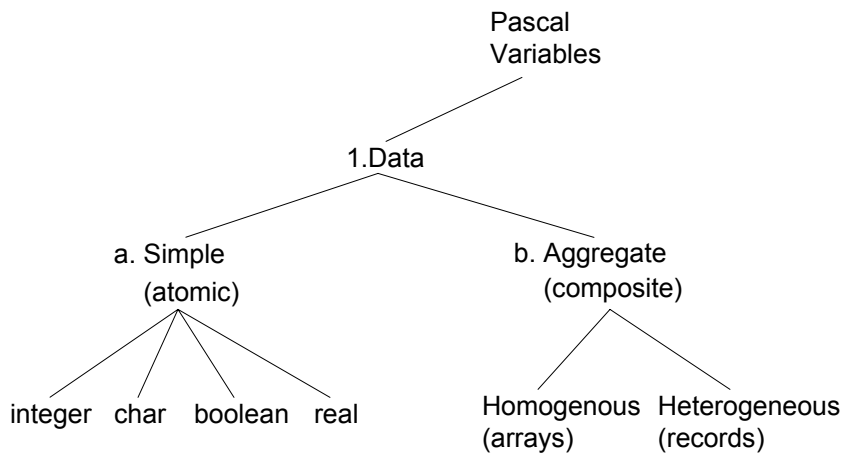 Pascal
Variables
1.Data
a. Simple
(atomic)
b. Aggregate
(composite)
integer
char
boolean
real
Homogenous
(arrays)
Heterogeneous
(records)